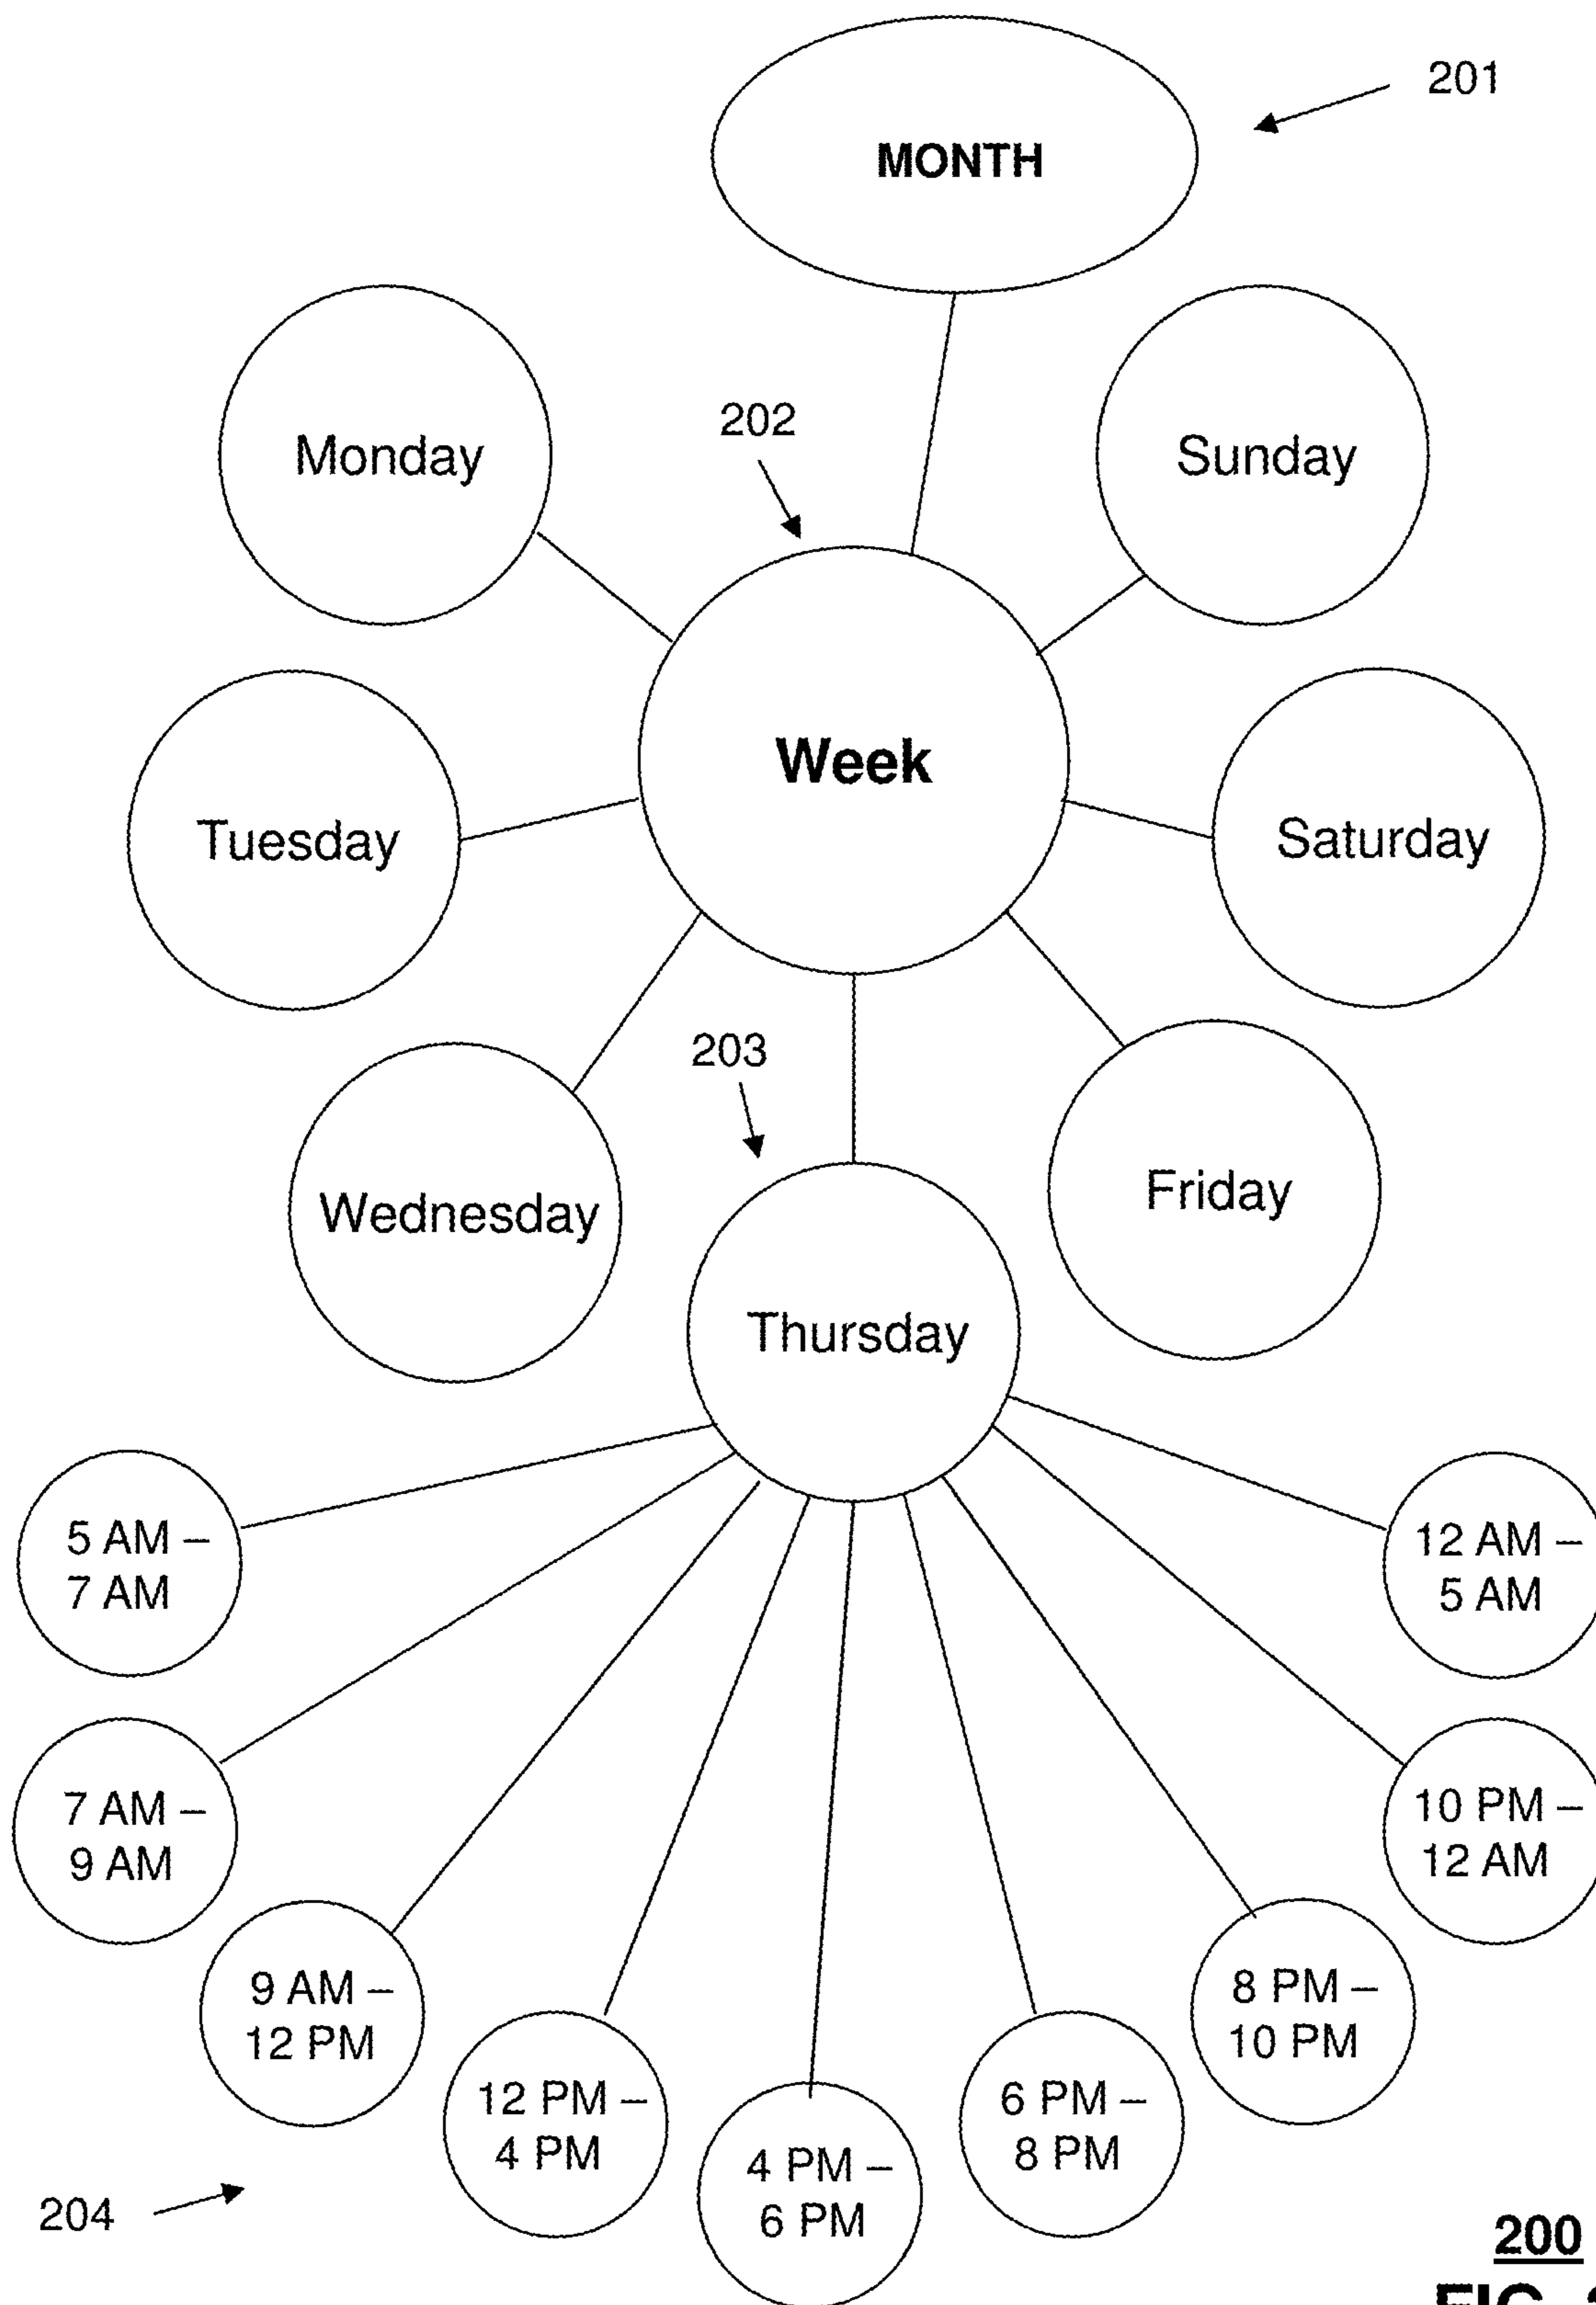 201
MONTH
Monday
202
Sunday
Week
Tuesday
Saturday
203
Wednesday
Friday
Thursday
5 AM –
7 AM
12 AM –
5 AM
7 AM –
9 AM
10 PM –
12 AM
9 AM –
12 PM
8 PM –
10 PM
12 PM –
4 PM
6 PM –
8 PM
4 PM –
6 PM
204
200
FIG.